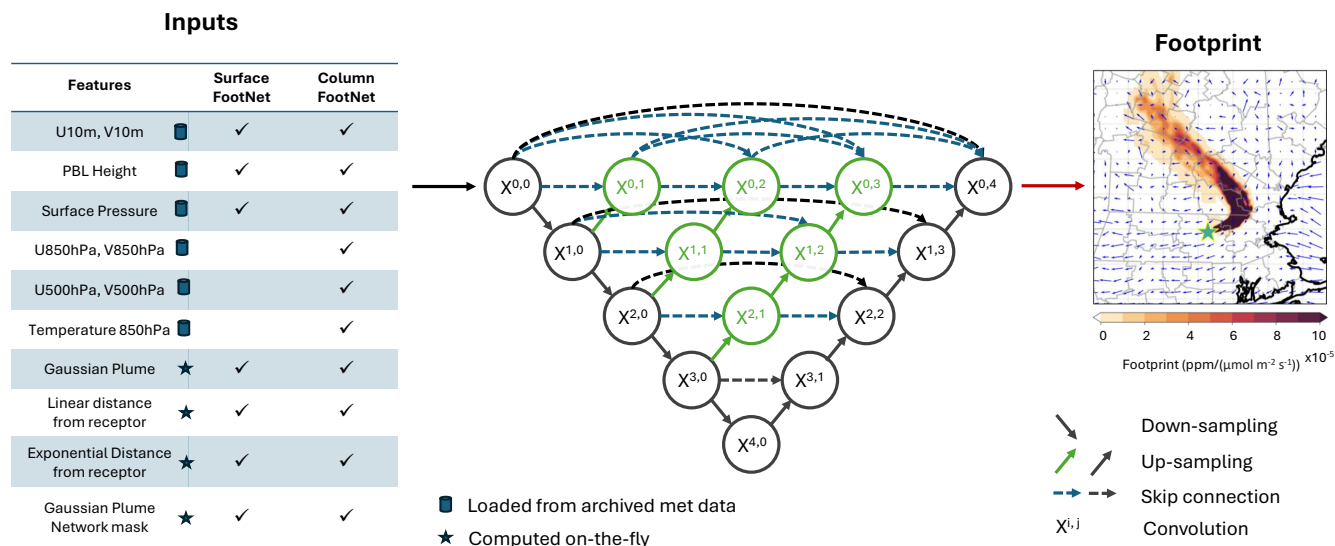 Inputs
Features Surface FootNet Column FootNet
U10m, V10m ✓ ✓
PBL Height ✓ ✓
Surface Pressure ✓ ✓
U850hPa, V850hPa ✓
U500hPa, V500hPa ✓
Temperature 850hPa ✓
Gaussian Plume ✓ ✓
Linear distance
from receptor ✓ ✓
Exponential Distance
from receptor ✓ ✓
Gaussian Plume
Network mask ✓ ✓
X0,0 X0,1 X0,2 X0,3 X0,4
X1,0 X1,1 X1,2 X1,3
X2,0 X2,1 X2,2
X3,0 X3,1
X4,0
Loaded from archived met data
Computed on-the-fly
Footprint
0 2 4 6 8 10
Footprint (ppm/(μmol m-2 s-1)) x10-5
Down-sampling
Up-sampling
Skip connection
Xi, j Convolution